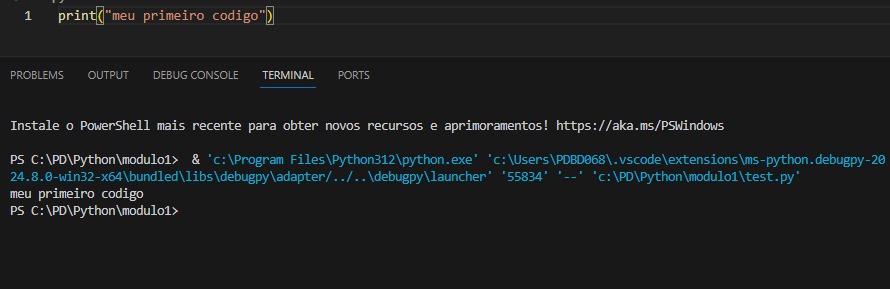 1 print("meu primeiro codigo")
PROBLEMS OUTPUT DEBUG CONSOLE TERMINAL PORTS
Instale o PowerShell mais recente para obter novos recursos e aprimoramentos! https://aka.ms/PSWindows
PS C:\PD\Python\modulo1>  & 'c:\Program Files\Python312\python.exe' 'c:\Users\PDBD068\.vscode\extensions\ms-python.debugpy-20
24.8.0-win32-x64\bundled\libs\debugpy\adapter/../..\debugpy\launcher' '55834' '--' 'c:\PD\Python\modulo1\test.py'
meu primeiro codigo
PS C:\PD\Python\modulo1>